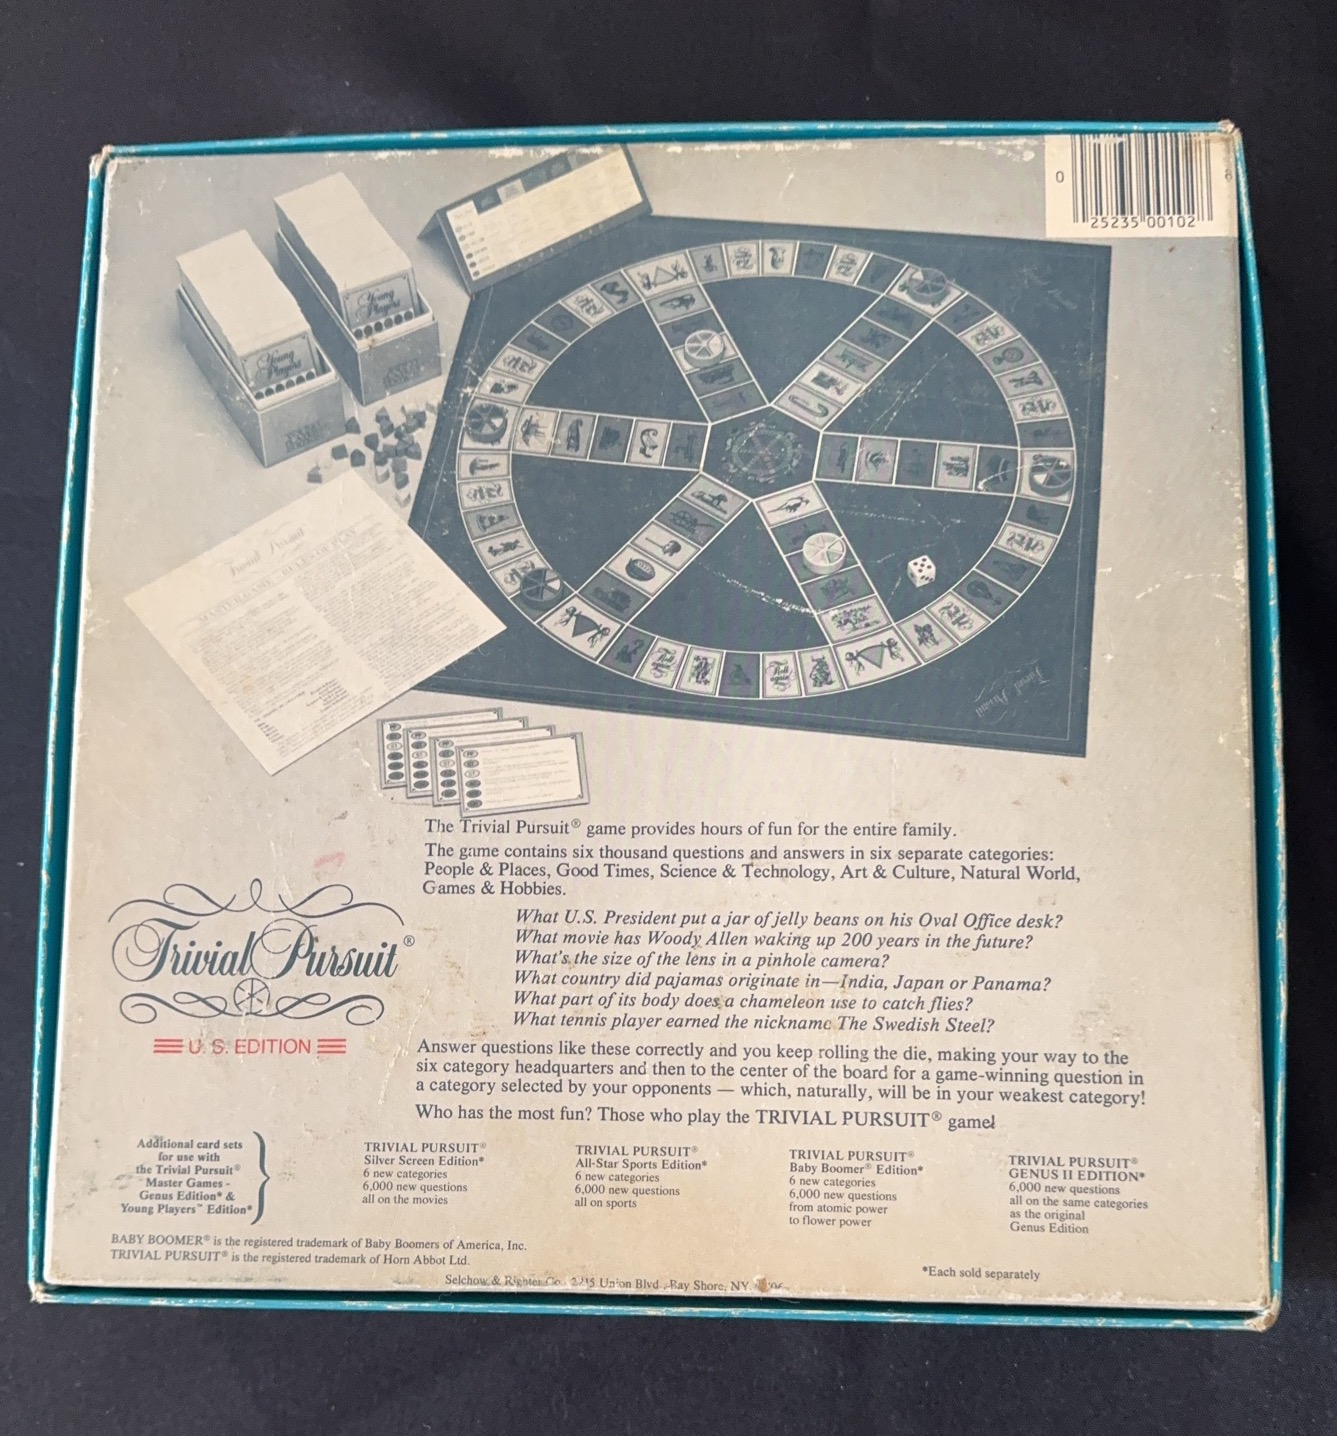 0
8
25235 00102
Young
Players
Young
Players
Trivial Pursuit
MASTER GAME — RULES OF PLAY
Trivial Pursuit
The Trivial Pursuit® game provides hours of fun for the entire family.
The game contains six thousand questions and answers in six separate categories:
People & Places, Good Times, Science & Technology, Art & Culture, Natural World,
Games & Hobbies.
What U.S. President put a jar of jelly beans on his Oval Office desk?
What movie has Woody Allen waking up 200 years in the future?
What's the size of the lens in a pinhole camera?
What country did pajamas originate in—India, Japan or Panama?
What part of its body does a chameleon use to catch flies?
What tennis player earned the nickname The Swedish Steel?
Trivial Pursuit®
U.S. EDITION
Answer questions like these correctly and you keep rolling the die, making your way to the
six category headquarters and then to the center of the board for a game-winning question in
a category selected by your opponents — which, naturally, will be in your weakest category!
Who has the most fun? Those who play the TRIVIAL PURSUIT® game!
Additional card sets
for use with
the Trivial Pursuit®
Master Games -
Genus Edition* &
Young Players™ Edition*
TRIVIAL PURSUIT®
Silver Screen Edition*
6 new categories
6,000 new questions
all on the movies
TRIVIAL PURSUIT®
All-Star Sports Edition*
6 new categories
6,000 new questions
all on sports
TRIVIAL PURSUIT®
Baby Boomer® Edition*
6 new categories
6,000 new questions
from atomic power
to flower power
TRIVIAL PURSUIT®
GENUS II EDITION*
6,000 new questions
all on the same categories
as the original
Genus Edition
BABY BOOMER® is the registered trademark of Baby Boomers of America, Inc.
TRIVIAL PURSUIT® is the registered trademark of Horn Abbot Ltd.
*Each sold separately
Selchow & Righter Co. Union Blvd., Bay Shore, NY.